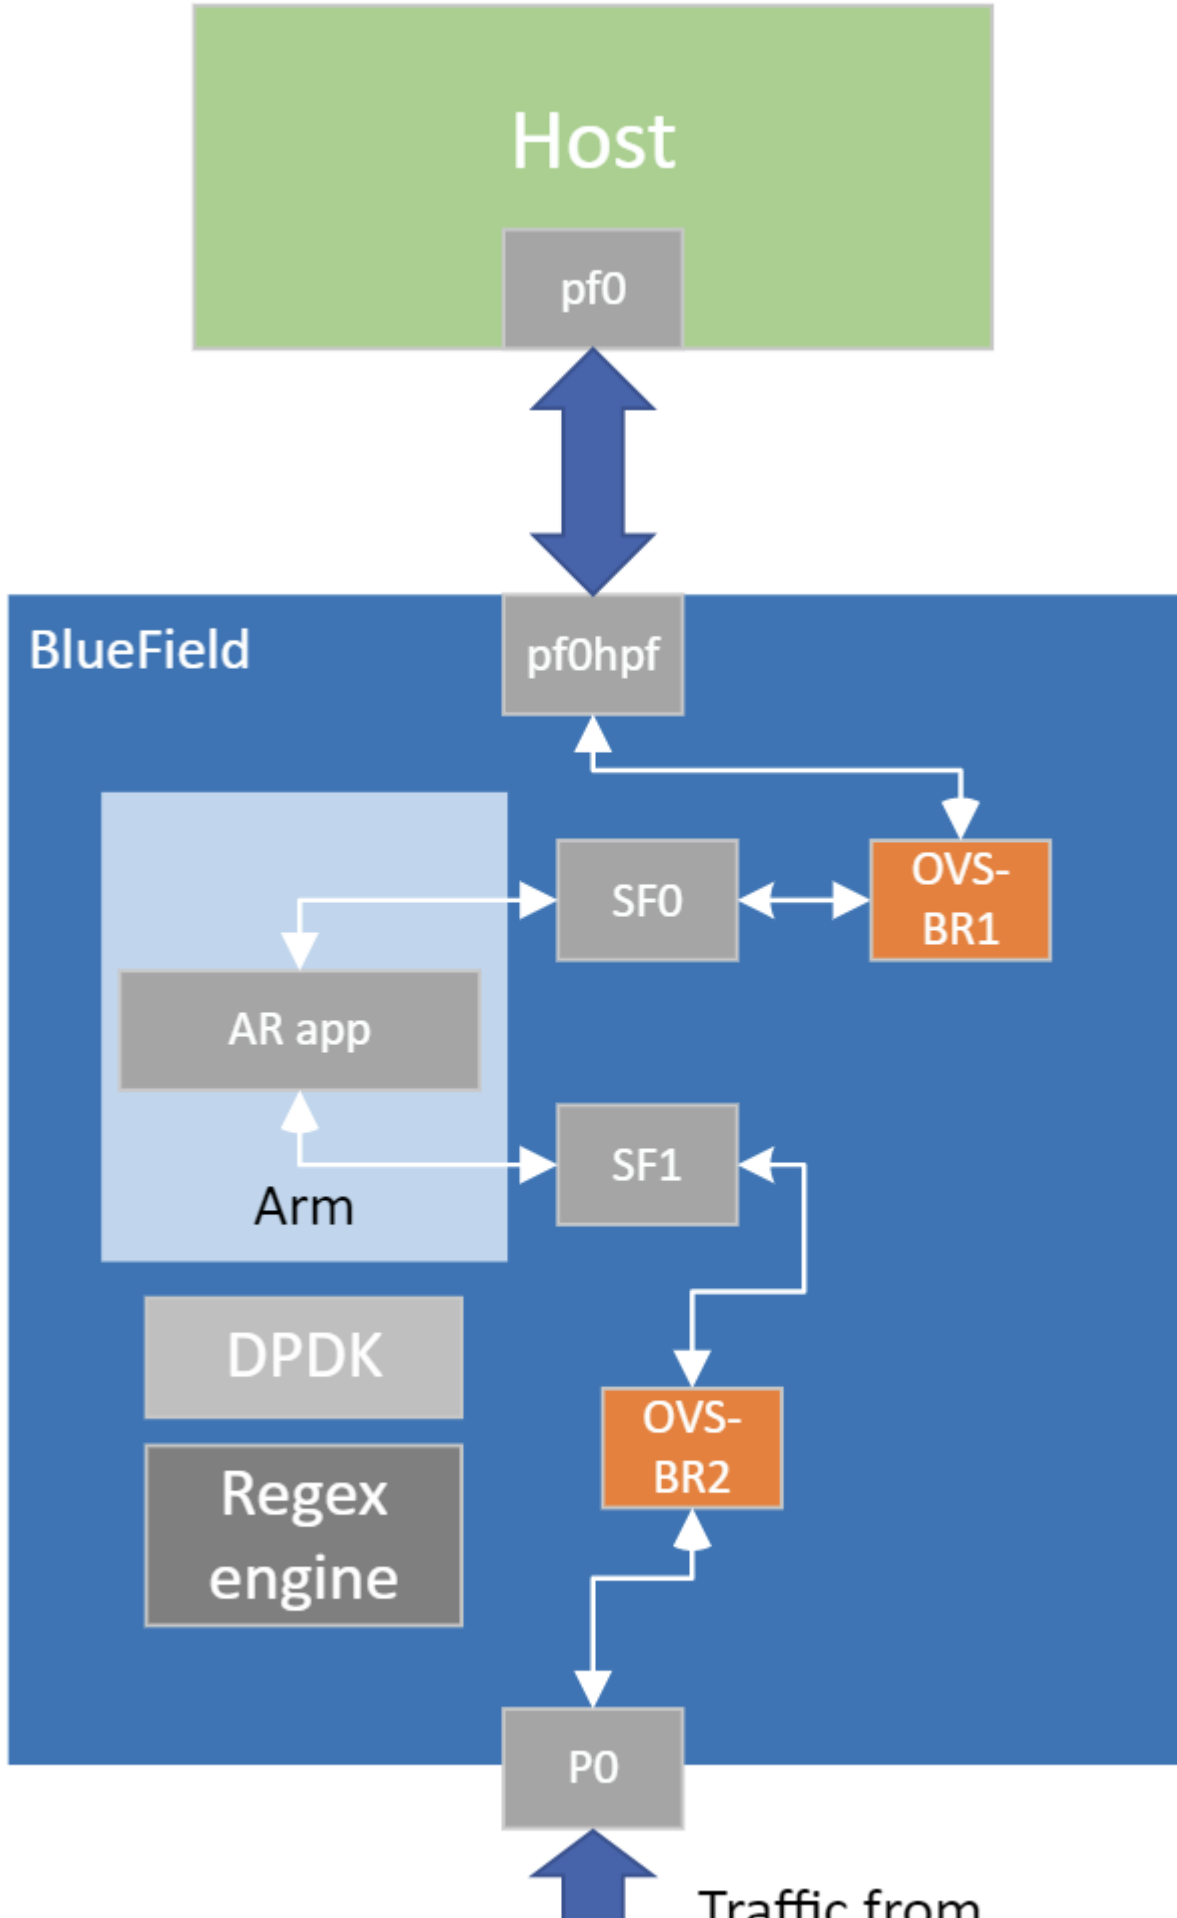 Host
pf0
BlueField
pf0hpf
SF0
OVS-
BR1
AR app
SF1
Arm
DPDK
OVS-
BR2
Regex
engine
P0
Traffic from